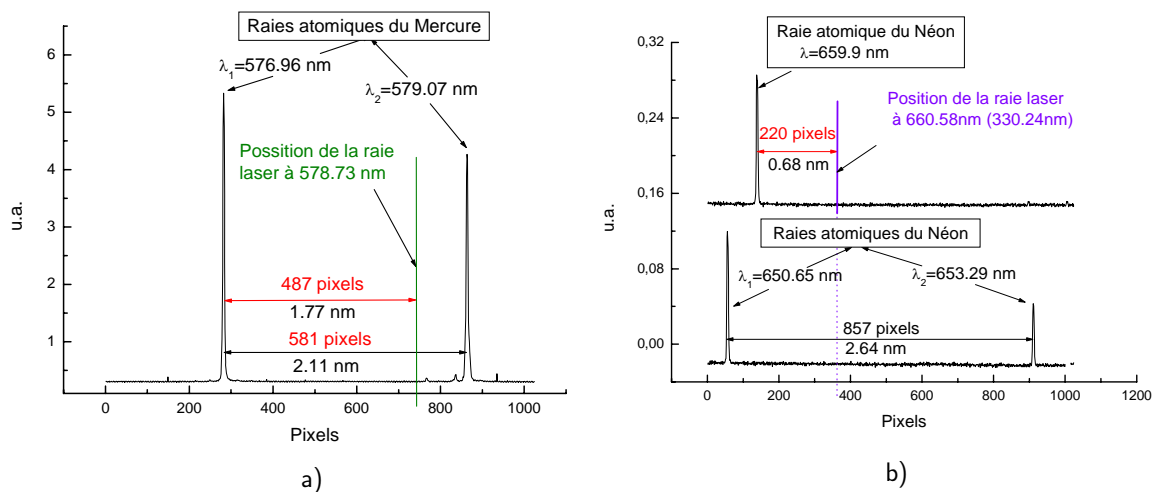 Raies atomiques du Mercure
λ1=576.96 nm
λ2=579.07 nm
Possition de la raie
laser à 578.73 nm
487 pixels
1.77 nm
581 pixels
2.11 nm
6
5
4
3
2
1
u.a.
0
200
400
600
800
1000
Pixels
a)
Raie atomique du Néon
λ=659.9 nm
Position de la raie laser
à 660.58nm (330.24nm)
220 pixels
0.68 nm
Raies atomiques du Néon
λ1=650.65 nm
λ2=653.29 nm
857 pixels
2.64 nm
0,32
0,24
0,16
0,08
0,00
u.a.
0
200
400
600
800
1000
1200
Pixels
b)